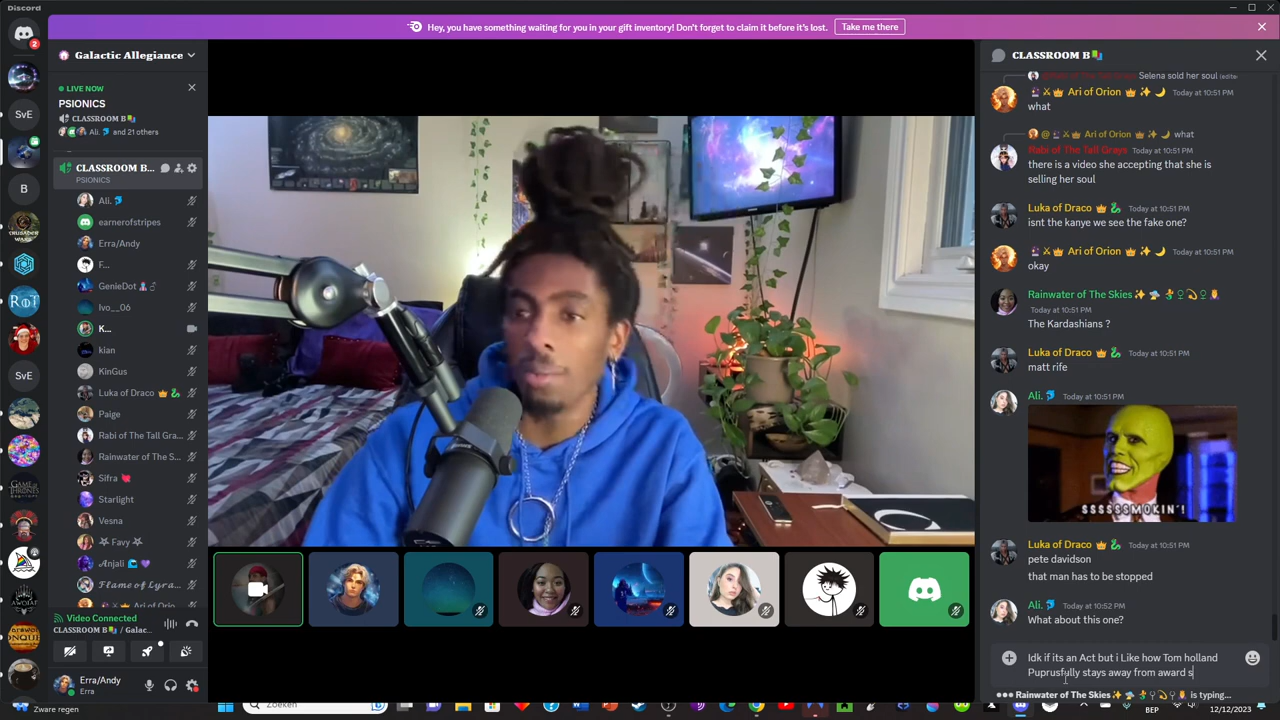 Discord
Hey, you have something waiting for you in your gift inventory! Don't forget to claim it before it's lost.
Take me there
2
SvE
B
RIOT
SvE
Galactic Allegiance
LIVE NOW
PSIONICS
CLASSROOM B
Ali. and 21 others
CLASSROOM B...
PSIONICS
Ali.
earnerofstripes
Erra/Andy
F...
GenieDot
Ivo__06
K...
kian
KinGus
Luka of Draco
Paige
Rabi of The Tall Gra...
Rainwater of The S...
Sifra
Starlight
Vesna
Favy
Anjali
Flame of Lyra...
Ari of Orio...
Video Connected
CLASSROOM B / Galac...
Erra/Andy
Erra
CLASSROOM B
Selena sold her soul
Ari of Orion Today at 10:51 PM
what
@ Ari of Orion what
Rabi of The Tall Grays Today at 10:51 PM
there is a video she accepting that she is
selling her soul
Luka of Draco Today at 10:51 PM
isnt the kanye we see the fake one?
Ari of Orion Today at 10:51 PM
okay
Rainwater of The Skies
Today at 10:51 PM
The Kardashians ?
Luka of Draco Today at 10:51 PM
matt rife
Ali. Today at 10:51 PM
SSSSSSMOKIN'!
Luka of Draco Today at 10:51 PM
pete davidson
that man has to be stopped
Ali. Today at 10:52 PM
What about this one?
Idk if its an Act but i Like how Tom holland
Puprusfully stays away from award s
Rainwater of The Skies is typing...
Zware regen
Zoeken
BEP
12/12/2023